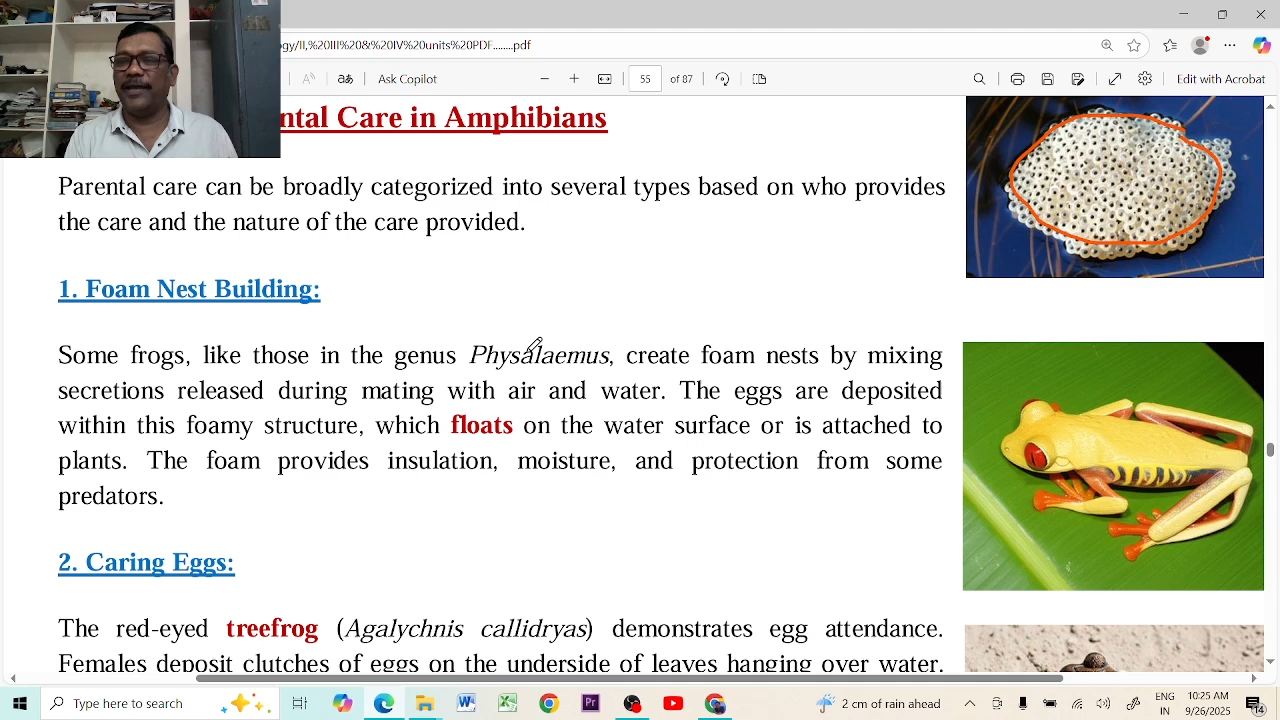 ogy/II,%20III%20&%20IV%20units%20PDF.......pdf
Ask Copilot
55
of 87
Edit with Acrobat
ntal Care in Amphibians
Parental care can be broadly categorized into several types based on who provides
the care and the nature of the care provided.
1. Foam Nest Building:
Some frogs, like those in the genus Physalaemus, create foam nests by mixing
secretions released during mating with air and water. The eggs are deposited
within this foamy structure, which floats on the water surface or is attached to
plants. The foam provides insulation, moisture, and protection from some
predators.
2. Caring Eggs:
The red-eyed treefrog (Agalychnis callidryas) demonstrates egg attendance.
Females deposit clutches of eggs on the underside of leaves hanging over water.
Type here to search
2 cm of rain ahead
ENG
IN
10:25 AM
9/26/2025
14